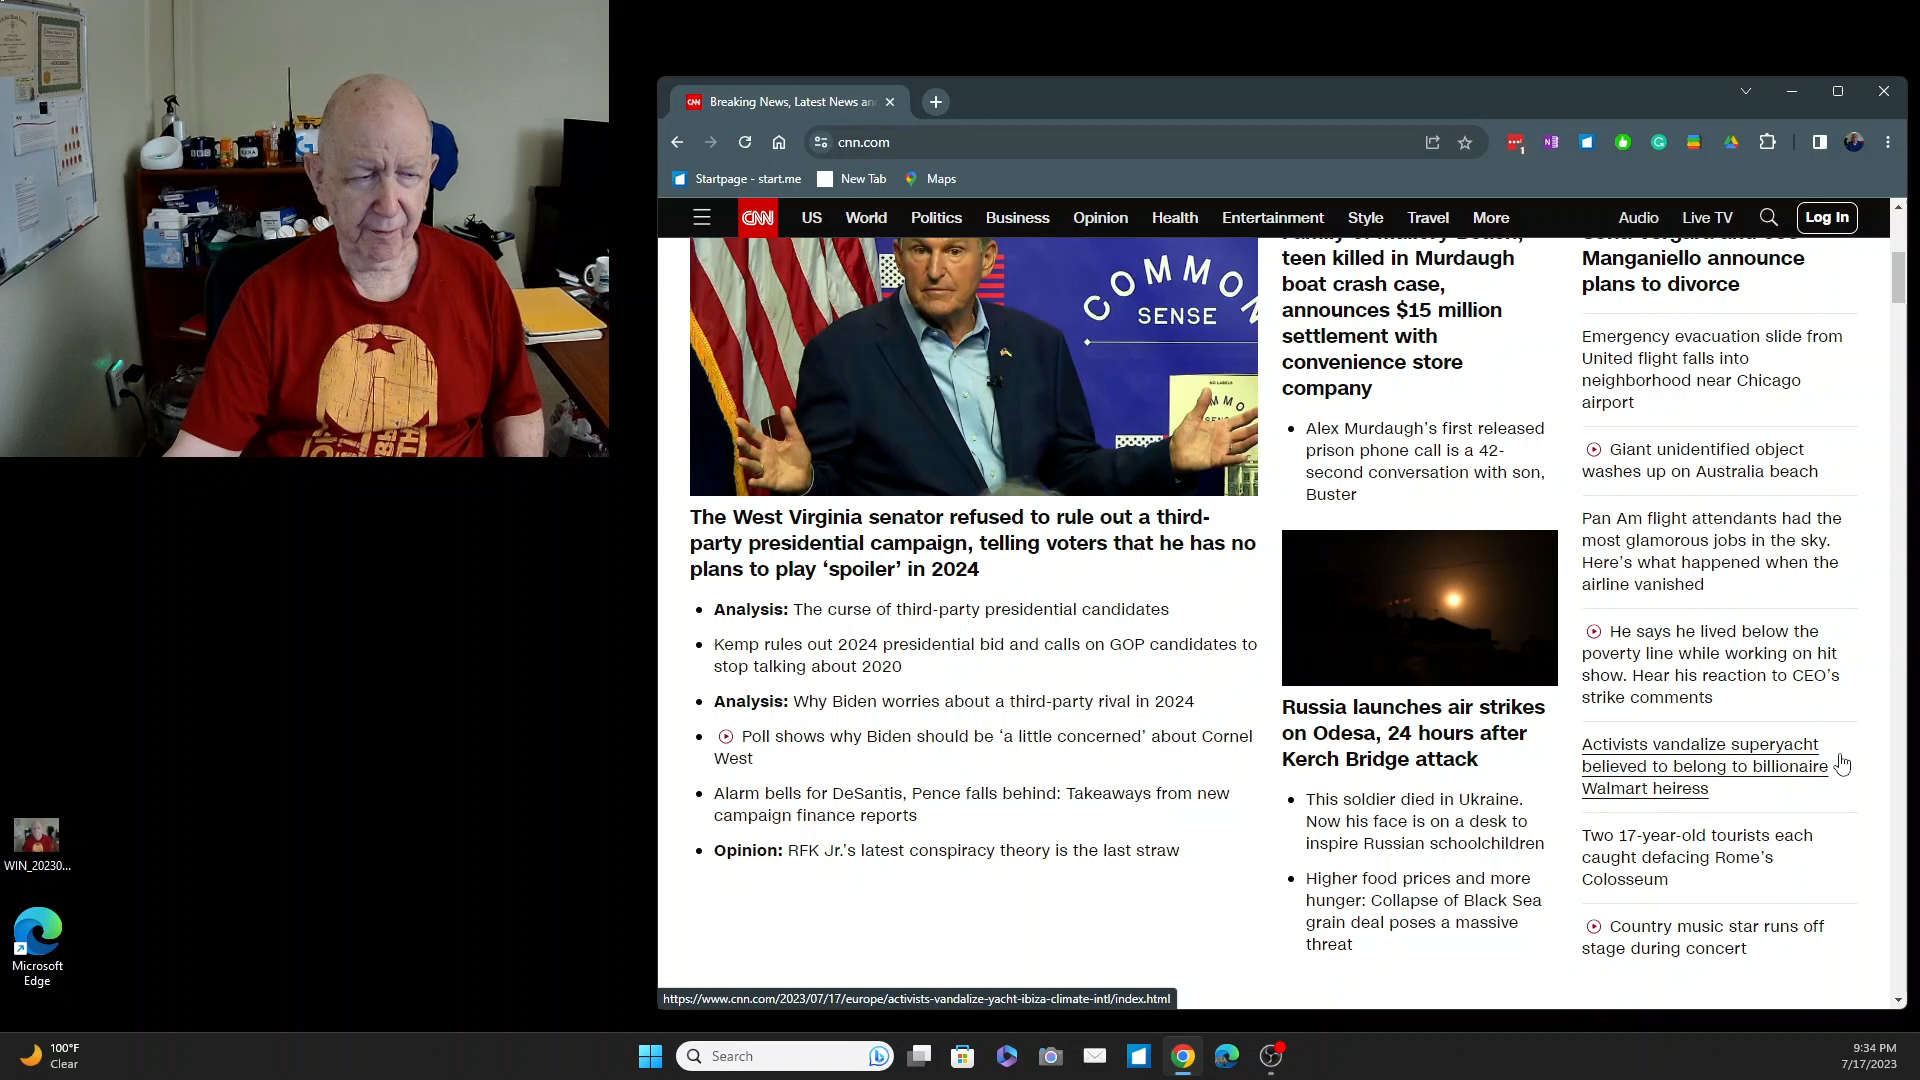 Breaking News, Latest News an
cnn.com
1
Startpage - start.me
New Tab
Maps
CNN
US
World
Politics
Business
Opinion
Health
Entertainment
Style
Travel
More
Audio
Live TV
Log In
COMMON
SENSE
NO LABELS
The West Virginia senator refused to rule out a third-
party presidential campaign, telling voters that he has no
plans to play ‘spoiler’ in 2024
Analysis: The curse of third-party presidential candidates
Kemp rules out 2024 presidential bid and calls on GOP candidates to
stop talking about 2020
Analysis: Why Biden worries about a third-party rival in 2024
Poll shows why Biden should be ‘a little concerned’ about Cornel
West
Alarm bells for DeSantis, Pence falls behind: Takeaways from new
campaign finance reports
Opinion: RFK Jr.’s latest conspiracy theory is the last straw
teen killed in Murdaugh
boat crash case,
announces $15 million
settlement with
convenience store
company
Alex Murdaugh’s first released
prison phone call is a 42-
second conversation with son,
Buster
Russia launches air strikes
on Odesa, 24 hours after
Kerch Bridge attack
This soldier died in Ukraine.
Now his face is on a desk to
inspire Russian schoolchildren
Higher food prices and more
hunger: Collapse of Black Sea
grain deal poses a massive
threat
Manganiello announce
plans to divorce
Emergency evacuation slide from
United flight falls into
neighborhood near Chicago
airport
Giant unidentified object
washes up on Australia beach
Pan Am flight attendants had the
most glamorous jobs in the sky.
Here’s what happened when the
airline vanished
He says he lived below the
poverty line while working on hit
show. Hear his reaction to CEO’s
strike comments
Activists vandalize superyacht
believed to belong to billionaire
Walmart heiress
Two 17-year-old tourists each
caught defacing Rome’s
Colosseum
Country music star runs off
stage during concert
https://www.cnn.com/2023/07/17/europe/activists-vandalize-yacht-ibiza-climate-intl/index.html
WIN_20230...
Microsoft
Edge
100°F
Clear
Search
9:34 PM
7/17/2023